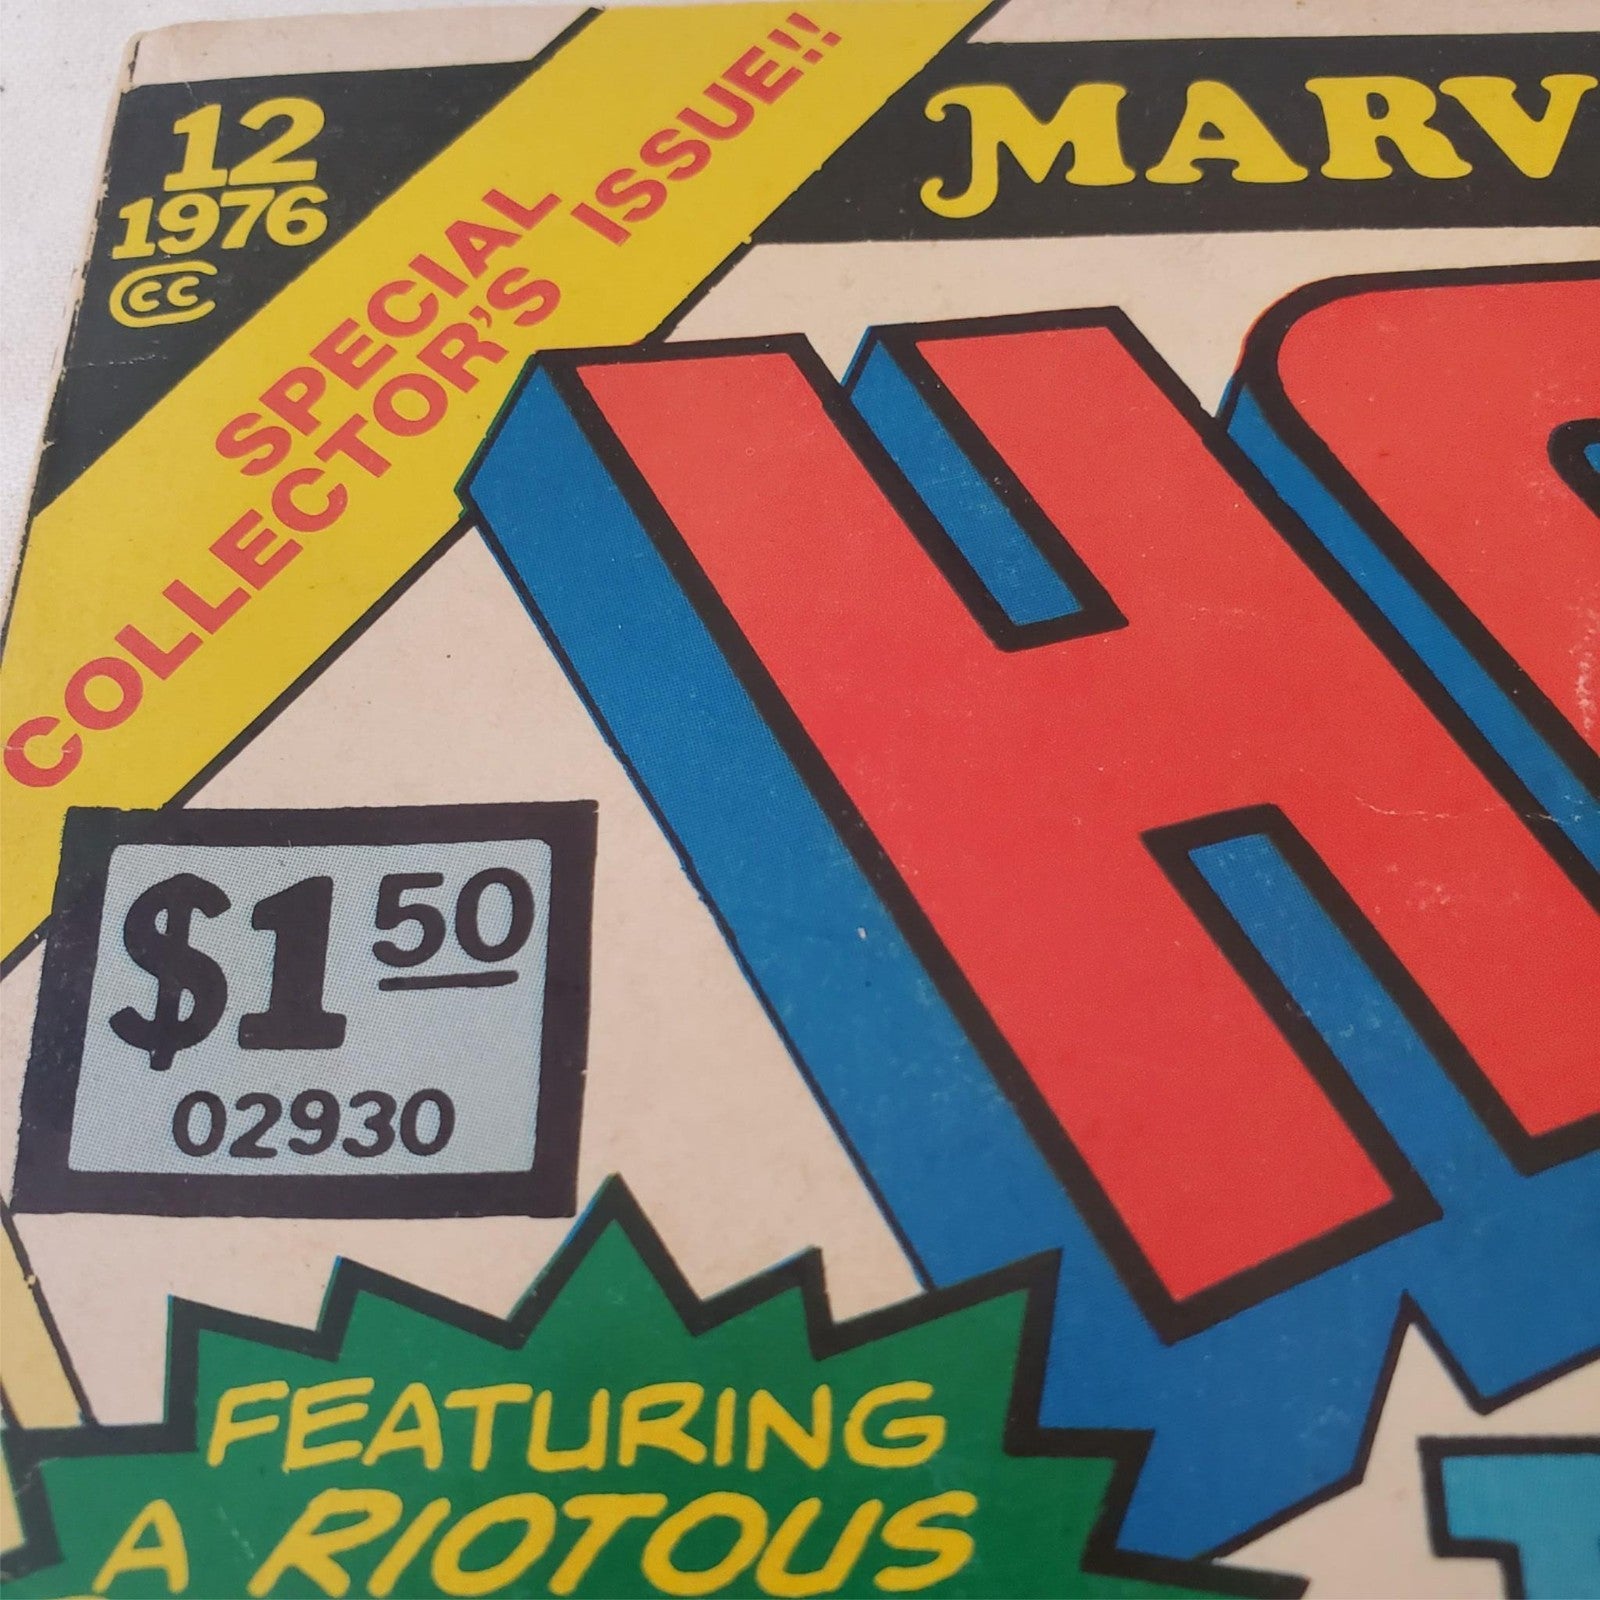 12
1976
CC
SPECIAL
COLLECTOR'S ISSUE!!
MARV
H
$1 50
02930
FEATURING
A RIOTOUS